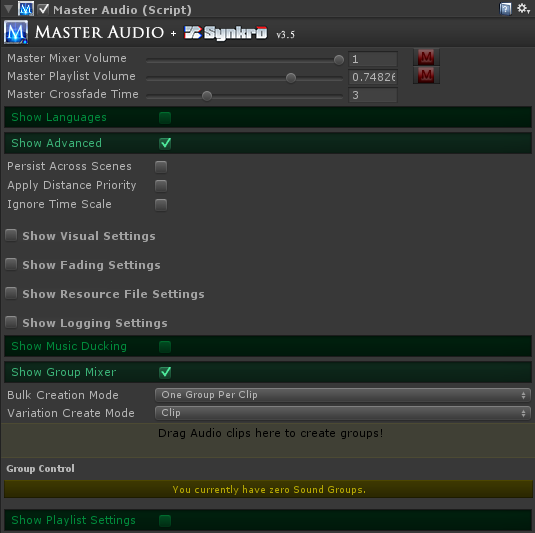 Master Audio (Script)
MASTER AUDIO + Synkro v3.5
Master Mixer Volume 1 M
Master Playlist Volume 0.74826 M
Master Crossfade Time 3
Show Languages
Show Advanced
Persist Across Scenes
Apply Distance Priority
Ignore Time Scale
Show Visual Settings
Show Fading Settings
Show Resource File Settings
Show Logging Settings
Show Music Ducking
Show Group Mixer
Bulk Creation Mode One Group Per Clip
Variation Create Mode Clip
Drag Audio clips here to create groups!
Group Control
You currently have zero Sound Groups.
Show Playlist Settings